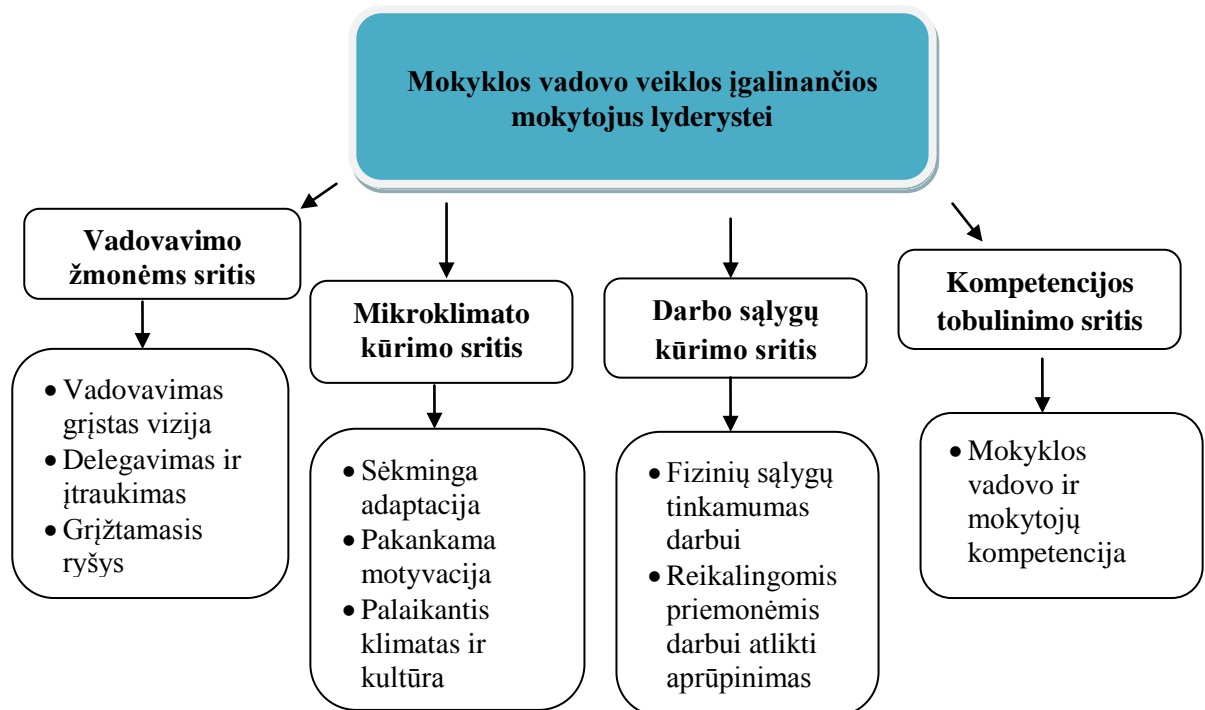 Mokyklos vadovo veiklos įgalinančios
mokytojus lyderystei
Vadovavimo
žmonėms sritis
• Vadovavimas
grįstas vizija
• Delegavimas ir
įtraukimas
• Grįžtamasis
ryšys
Mikroklimato
kūrimo sritis
• Sėkminga
adaptacija
• Pakankama
motyvacija
• Palaikantis
klimatas ir
kultūra
Darbo sąlygų
kūrimo sritis
• Fizinių sąlygų
tinkamumas
darbui
• Reikalingomis
priemonėmis
darbui atlikti
aprūpinimas
Kompetencijos
tobulinimo sritis
• Mokyklos
vadovo ir
mokytojų
kompetencija